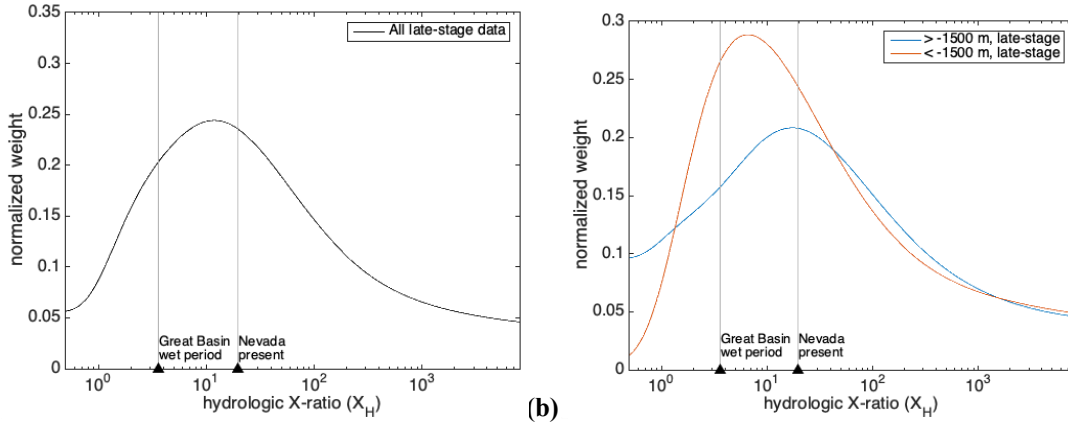 0.35
0.3
0.25
0.2
0.15
0.1
0.05
0
normalized weight
All late-stage data
Great Basin
wet period
Nevada
present
10^0
10^1
10^2
10^3
hydrologic X-ratio (X_H)
(b)
0.3
0.25
0.2
0.15
0.1
0.05
0
normalized weight
> -1500 m, late-stage
< -1500 m, late-stage
Great Basin
wet period
Nevada
present
10^0
10^1
10^2
10^3
hydrologic X-ratio (X_H)